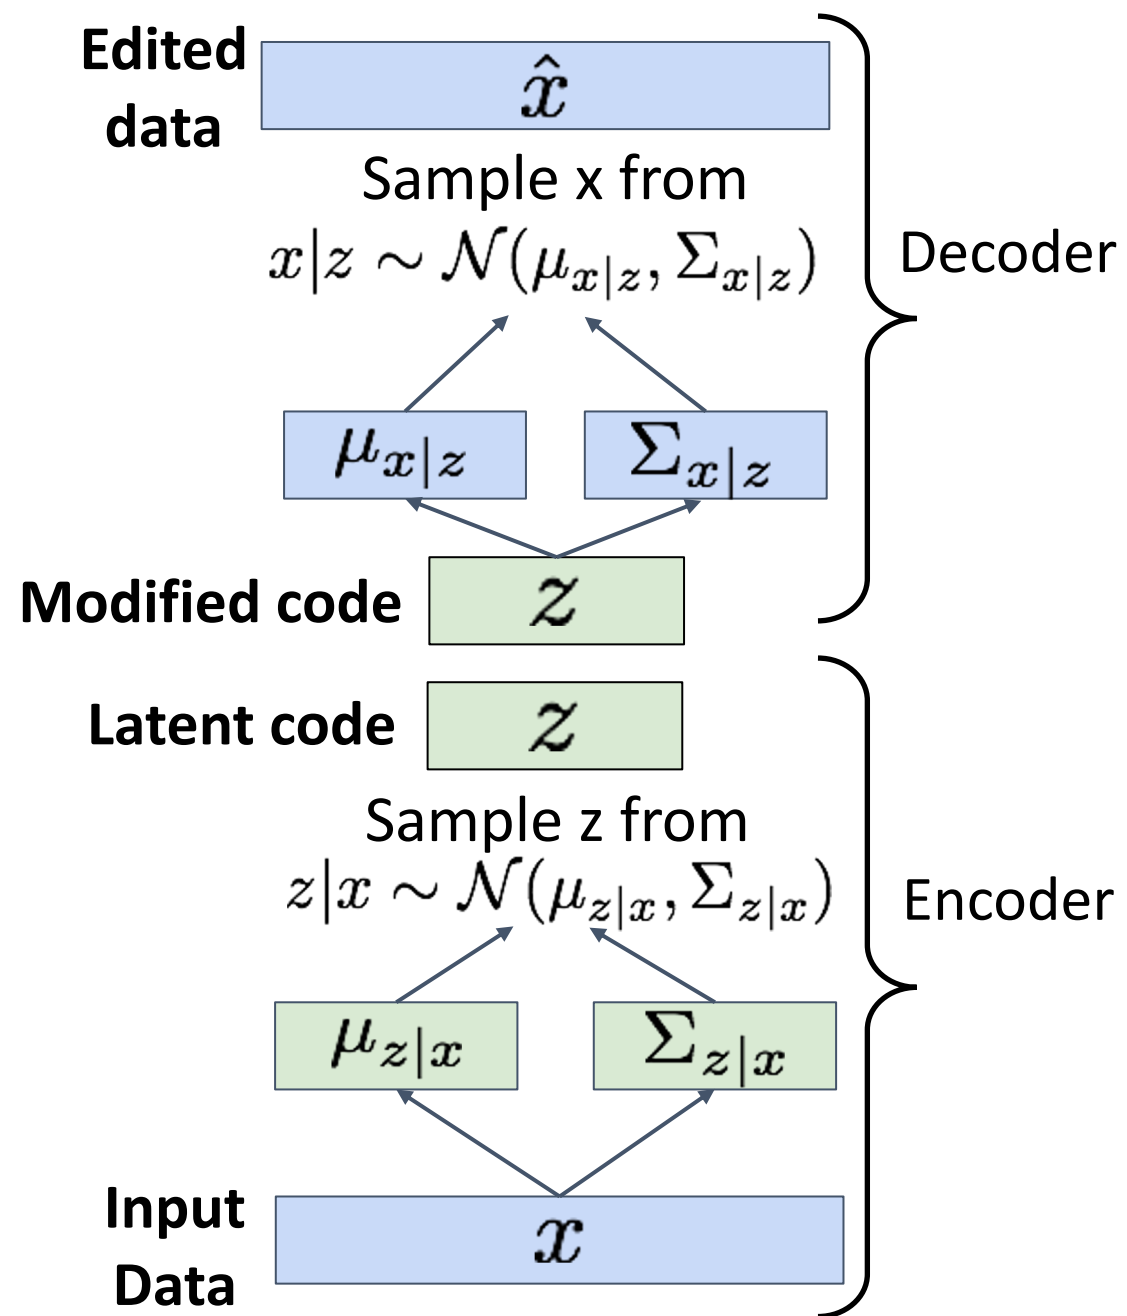 Edited
data
x̂
Sample x from
x|z ∼ 𝒩(μ_{x|z}, Σ_{x|z})
Decoder
μ_{x|z}
Σ_{x|z}
Modified code
z
Latent code
z
Sample z from
z|x ∼ 𝒩(μ_{z|x}, Σ_{z|x})
Encoder
μ_{z|x}
Σ_{z|x}
Input
Data
x